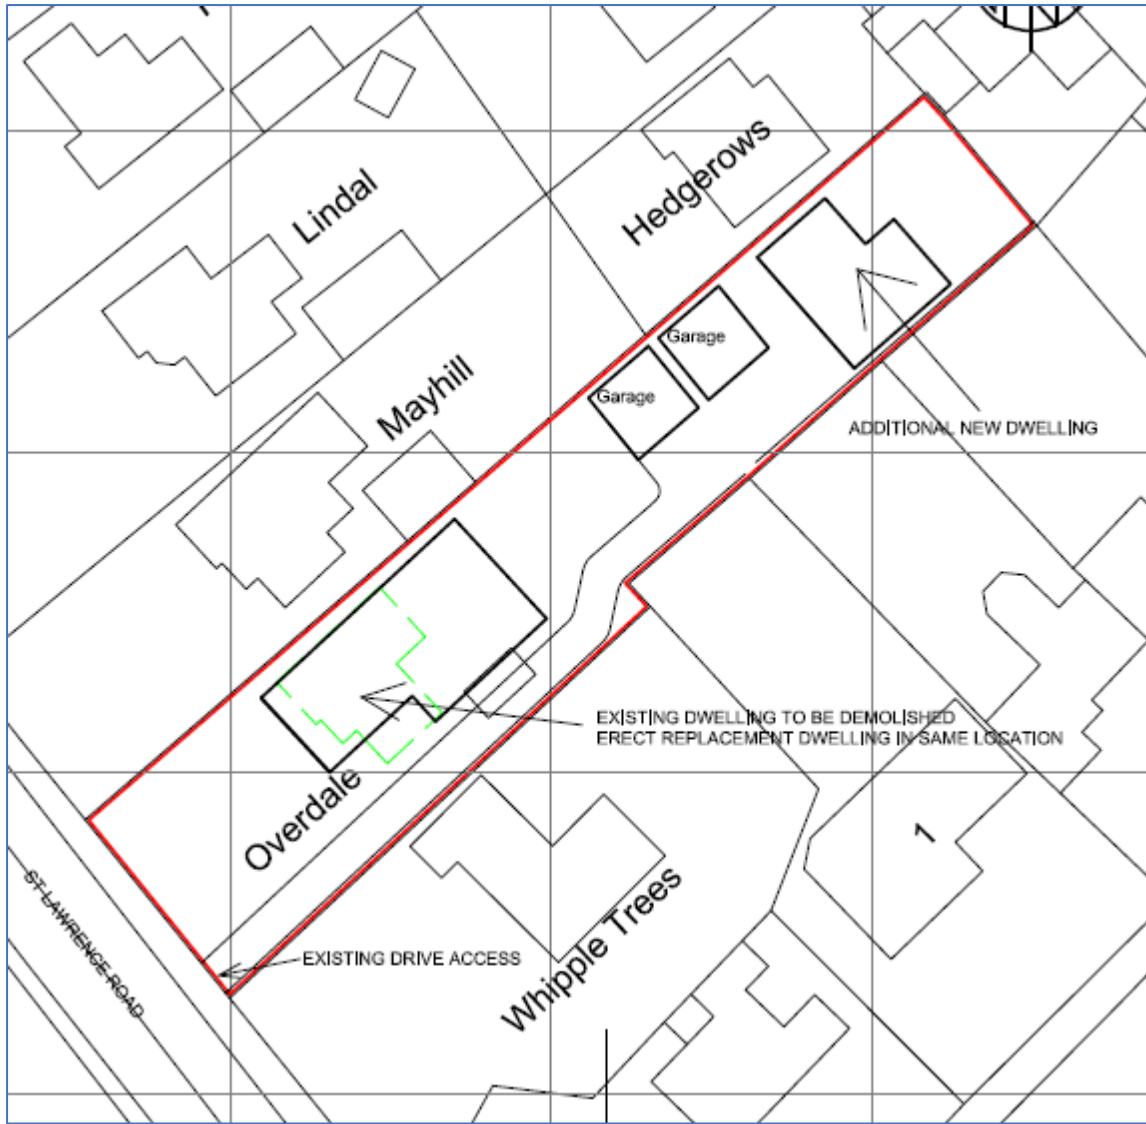 Lindal
Hedgerows
Mayhill
Garage
Garage
ADDITIONAL NEW DWELLING
EXISTING DWELLING TO BE DEMOLISHED
ERECT REPLACEMENT DWELLING IN SAME LOCATION
Overdale
1
ST LAWRENCE ROAD
EXISTING DRIVE ACCESS
Whipple Trees